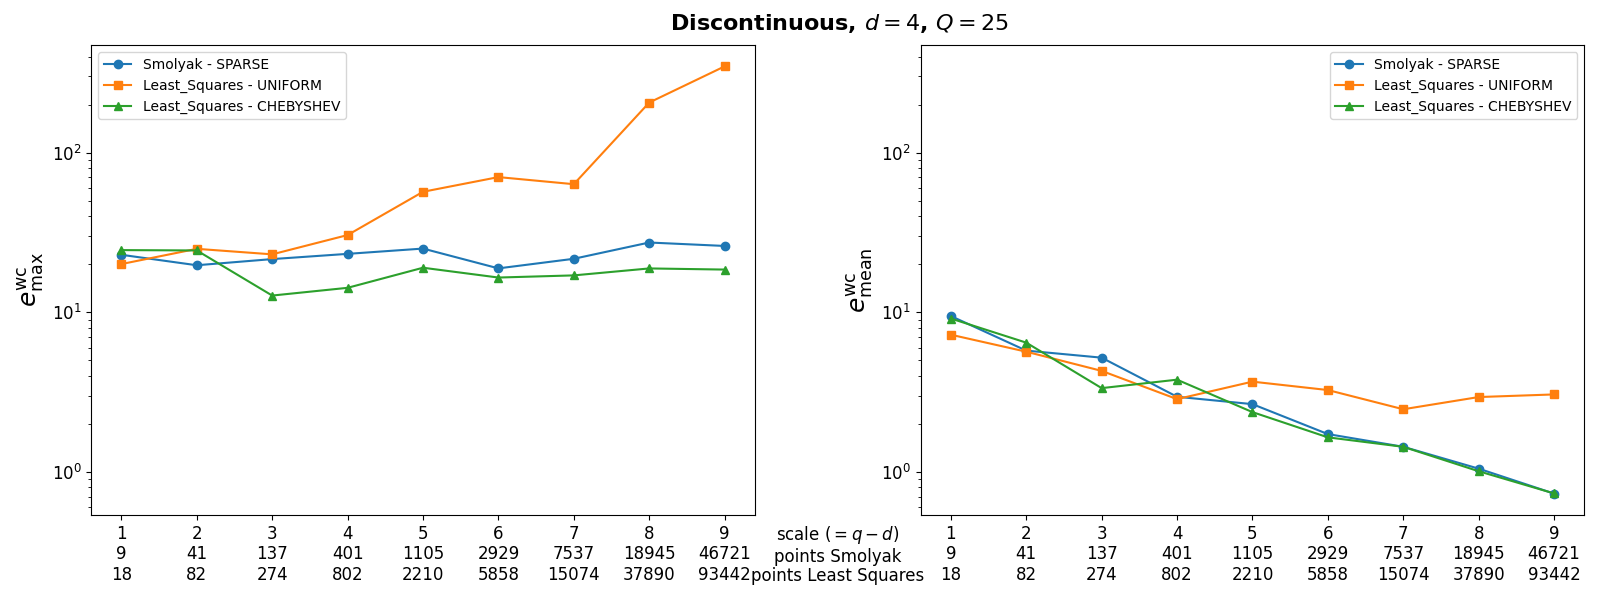 Discontinuous, d = 4, Q = 25
Smolyak - SPARSE
Least_Squares - UNIFORM
Least_Squares - CHEBYSHEV
10²
10¹
10⁰
e^wc_max
1 2 3 4 5 6 7 8 9
9 41 137 401 1105 2929 7537 18945 46721
18 82 274 802 2210 5858 15074 37890 93442
scale (= q − d)
points Smolyak
points Least Squares
Smolyak - SPARSE
Least_Squares - UNIFORM
Least_Squares - CHEBYSHEV
10²
10¹
10⁰
e^wc_mean
1 2 3 4 5 6 7 8 9
9 41 137 401 1105 2929 7537 18945 46721
18 82 274 802 2210 5858 15074 37890 93442